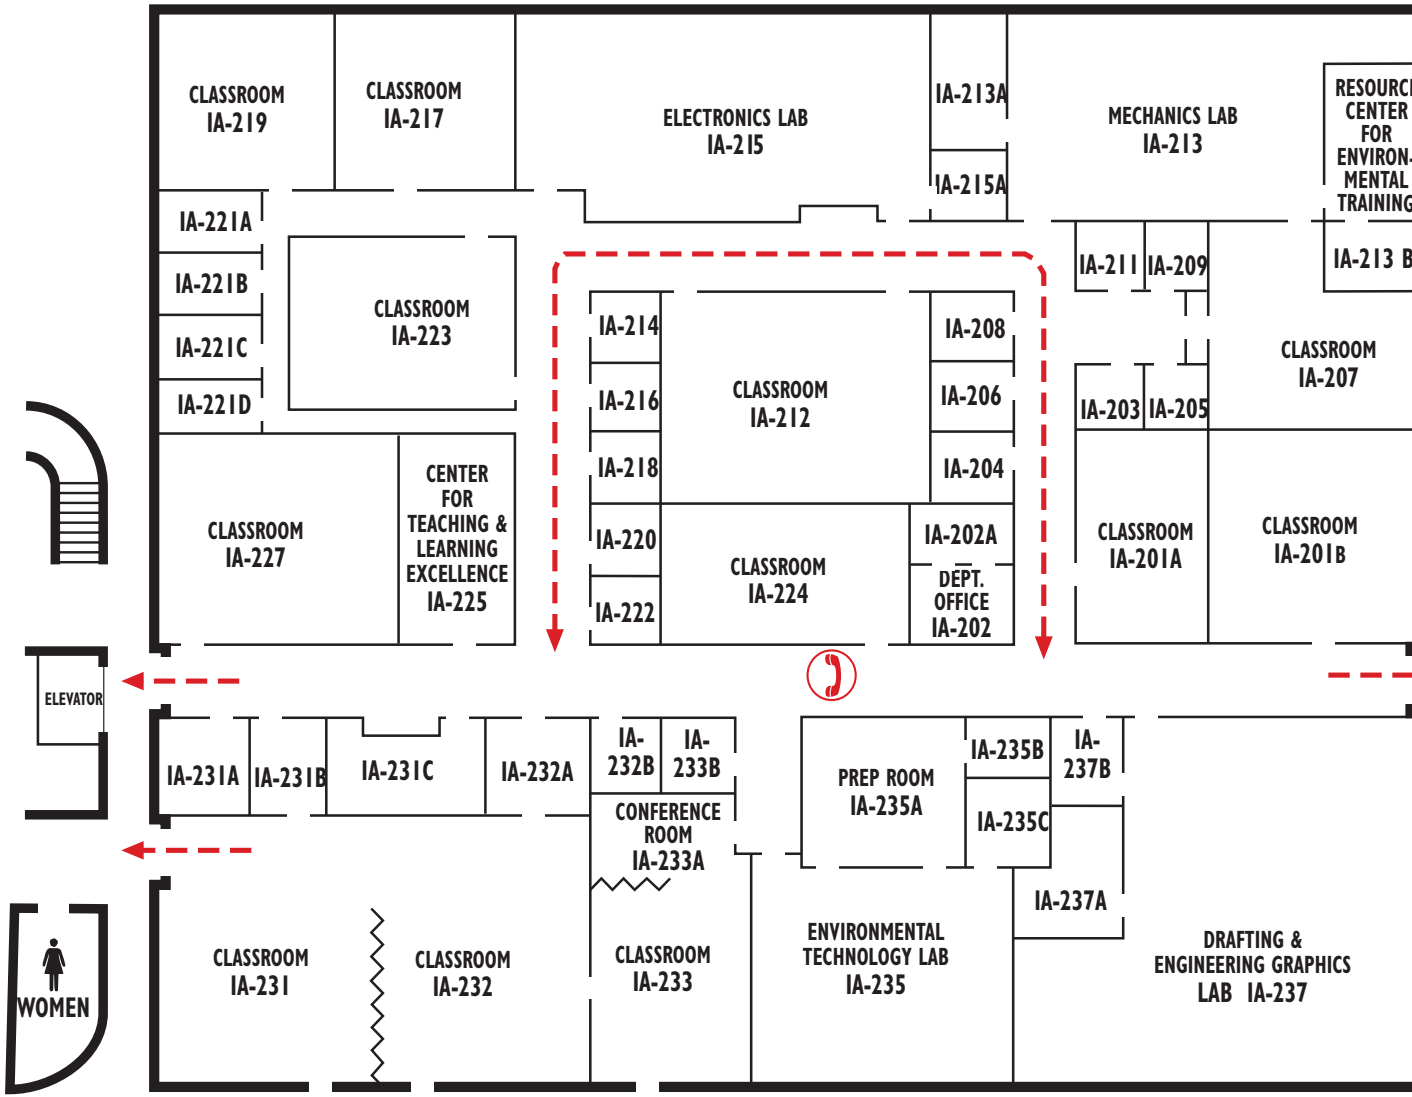 CLASSROOM
IA-219
CLASSROOM
IA-217
ELECTRONICS LAB
IA-215
IA-213A
IA-215A
MECHANICS LAB
IA-213
RESOURC
CENTER
FOR
ENVIRON-
MENTAL
TRAINING
IA-213 B
IA-221A
IA-221B
IA-221C
IA-221D
CLASSROOM
IA-223
IA-214
IA-216
IA-218
IA-220
IA-222
CLASSROOM
IA-212
IA-208
IA-206
IA-204
IA-211
IA-209
CLASSROOM
IA-207
IA-203
IA-205
CLASSROOM
IA-227
CENTER
FOR
TEACHING &
LEARNING
EXCELLENCE
IA-225
CLASSROOM
IA-224
IA-202A
DEPT.
OFFICE
IA-202
CLASSROOM
IA-201A
CLASSROOM
IA-201B
ELEVATOR
IA-231A
IA-231B
IA-231C
IA-232A
IA-
232B
IA-
233B
CONFERENCE
ROOM
IA-233A
PREP ROOM
IA-235A
IA-235B
IA-235C
IA-
237B
IA-237A
CLASSROOM
IA-231
CLASSROOM
IA-232
CLASSROOM
IA-233
ENVIRONMENTAL
TECHNOLOGY LAB
IA-235
DRAFTING &
ENGINEERING GRAPHICS
LAB IA-237
WOMEN